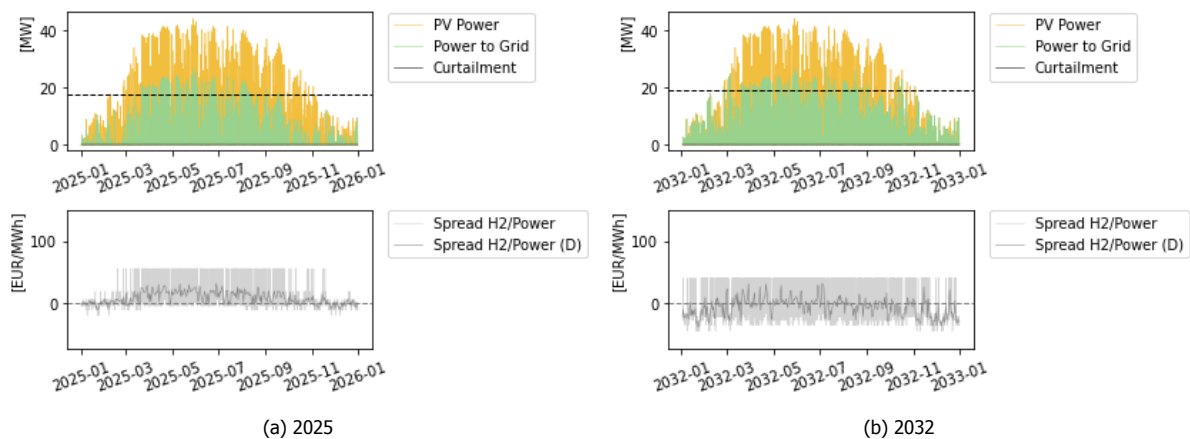 [MW]
40
20
0
2025-01
2025-03
2025-05
2025-07
2025-09
2025-11
2026-01
PV Power
Power to Grid
Curtailment
[EUR/MWh]
100
0
2025-01
2025-03
2025-05
2025-07
2025-09
2025-11
2026-01
Spread H2/Power
Spread H2/Power (D)
(a) 2025
[MW]
40
20
0
2032-01
2032-03
2032-05
2032-07
2032-09
2032-11
2033-01
PV Power
Power to Grid
Curtailment
[EUR/MWh]
100
0
2032-01
2032-03
2032-05
2032-07
2032-09
2032-11
2033-01
Spread H2/Power
Spread H2/Power (D)
(b) 2032